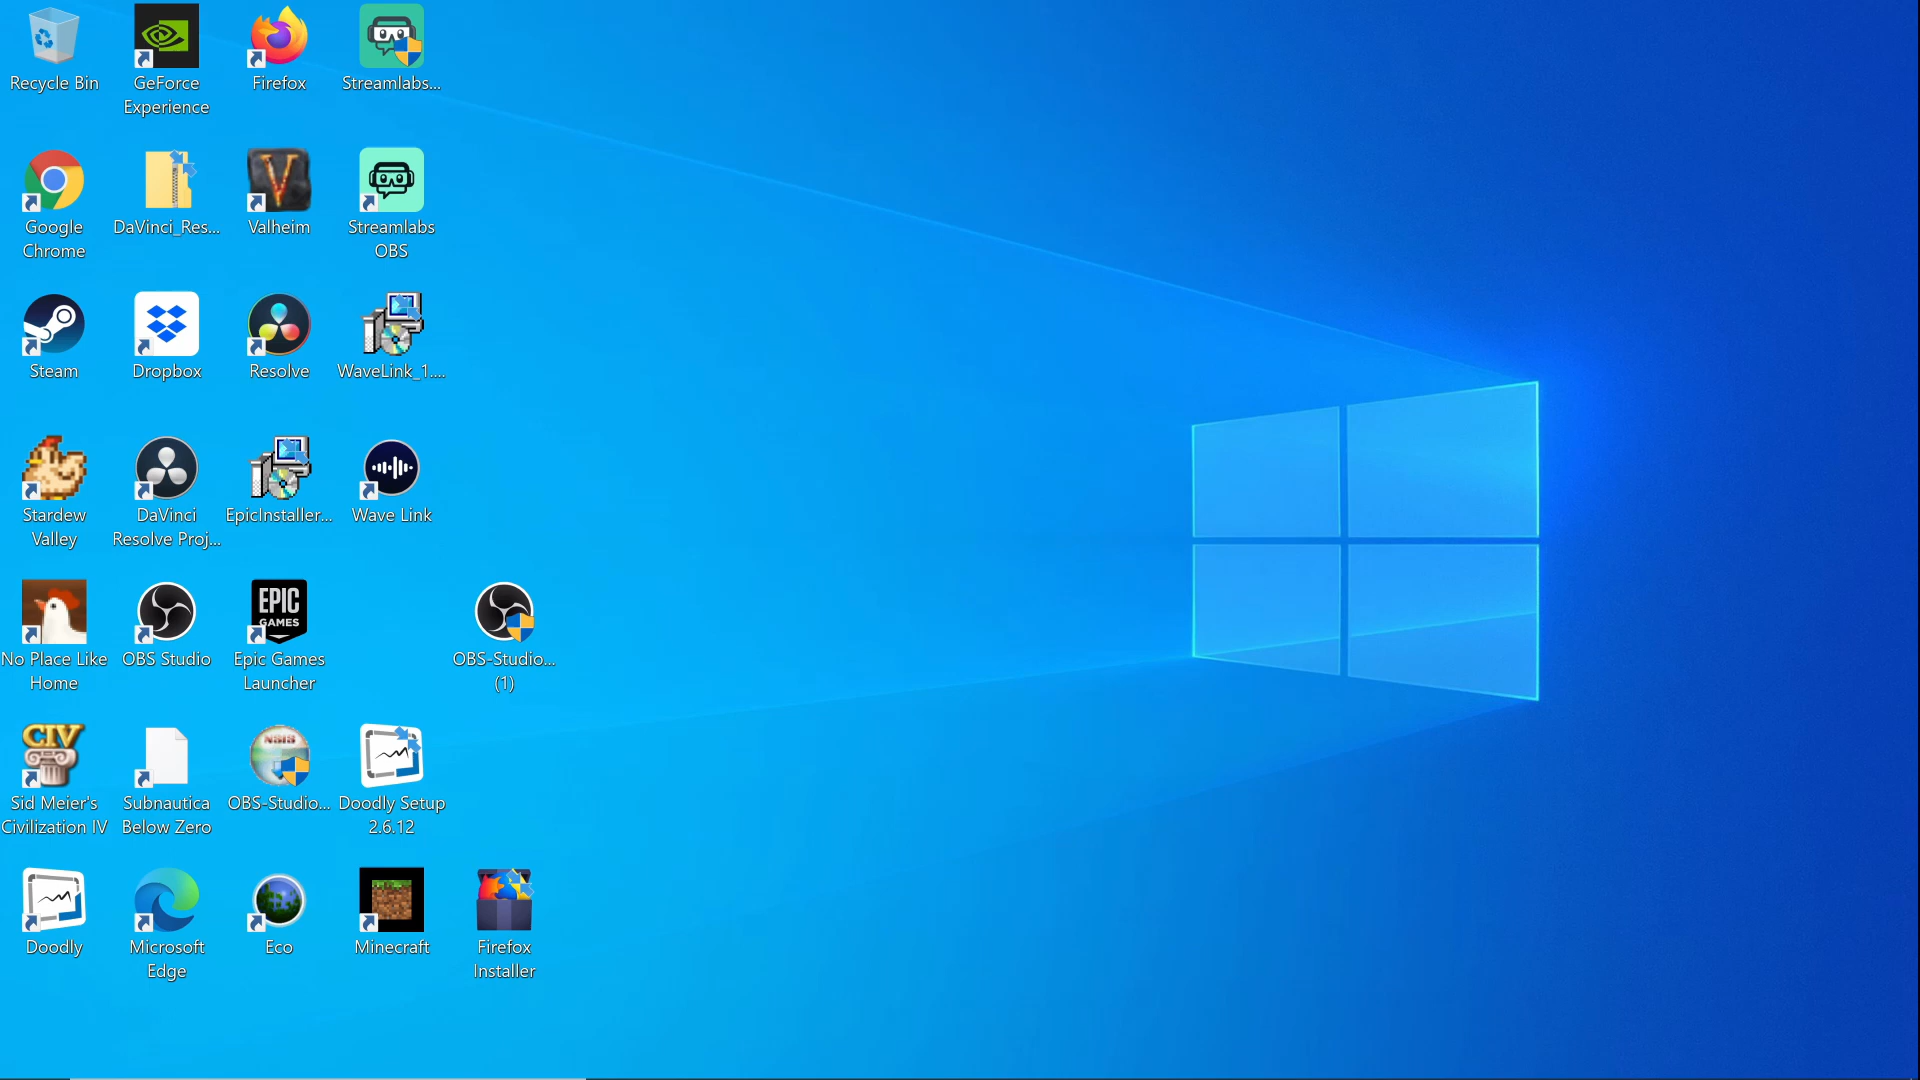 Recycle Bin
GeForce
Experience
Firefox
Streamlabs...
Google
Chrome
DaVinci_Res...
V
Valheim
Streamlabs
OBS
Steam
Dropbox
Resolve
WaveLink_1....
Stardew
Valley
DaVinci
Resolve Proj...
EpicInstaller...
Wave Link
No Place Like
Home
OBS Studio
EPIC
GAMES
Epic Games
Launcher
OBS-Studio...
(1)
CIV
Sid Meier's
Civilization IV
Subnautica
Below Zero
NSIS
OBS-Studio...
Doodly Setup
2.6.12
Doodly
Microsoft
Edge
Eco
Minecraft
Firefox
Installer